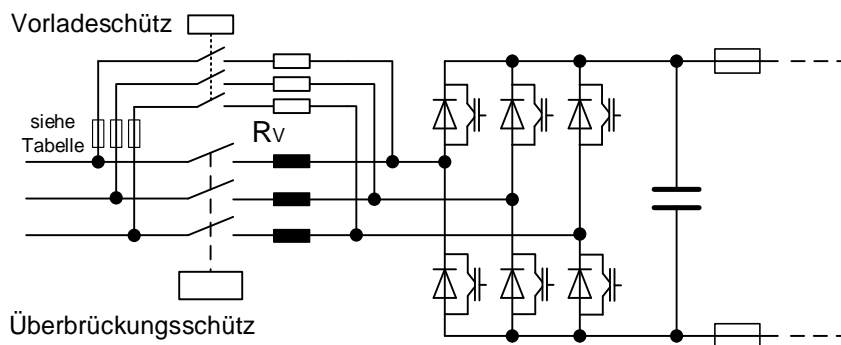 Vorladeschütz
siehe
Tabelle
RV
Überbrückungsschütz